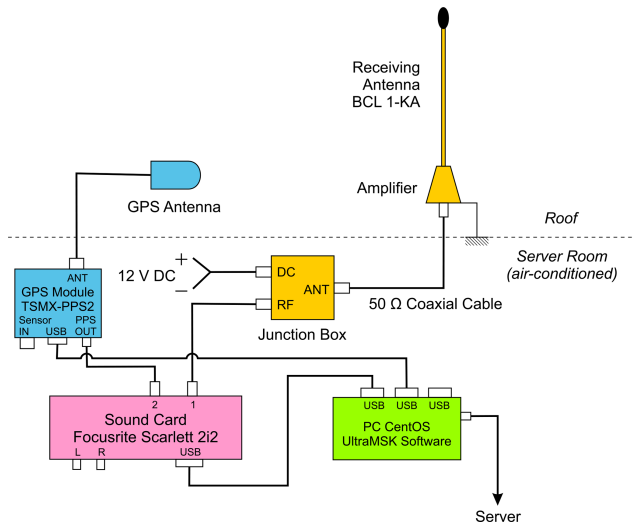 Receiving
Antenna
BCL 1-KA
Amplifier
GPS Antenna
Roof
Server Room
(air-conditioned)
ANT
GPS Module
TSMX-PPS2
Sensor PPS
IN USB OUT
12 V DC
+
−
DC
ANT
RF
Junction Box
50 Ω Coaxial Cable
2 1
Sound Card
Focusrite Scarlett 2i2
L R USB
USB USB USB
PC CentOS
UltraMSK Software
Server